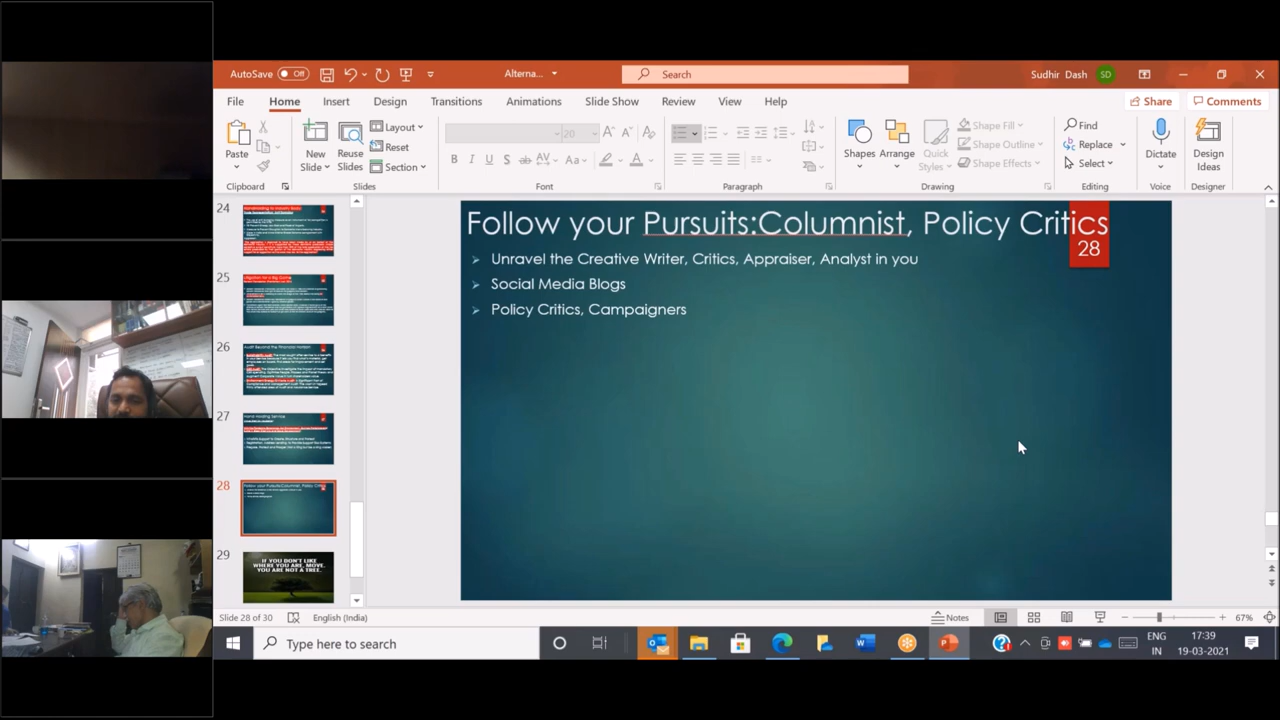 AutoSave Off Alterna... Search Sudhir Dash SD
File Home Insert Design Transitions Animations Slide Show Review View Help Share Comments
Paste
Clipboard
New Slide
Reuse Slides
Layout
Reset
Section
Slides
20
Font
Paragraph
Shapes
Arrange
Quick Styles
Shape Fill
Shape Outline
Shape Effects
Drawing
Find
Replace
Select
Editing
Dictate
Voice
Design Ideas
Designer
24
25
26
27
28
29
IF YOU DON'T LIKE
WHERE YOU ARE, MOVE.
YOU ARE NOT A TREE.
Follow your Pursuits:Columnist, Policy Critics
28
Unravel the Creative Writer, Critics, Appraiser, Analyst in you
Social Media Blogs
Policy Critics, Campaigners
Slide 28 of 30 English (India) Notes 67%
Type here to search
ENG
IN
17:39
19-03-2021